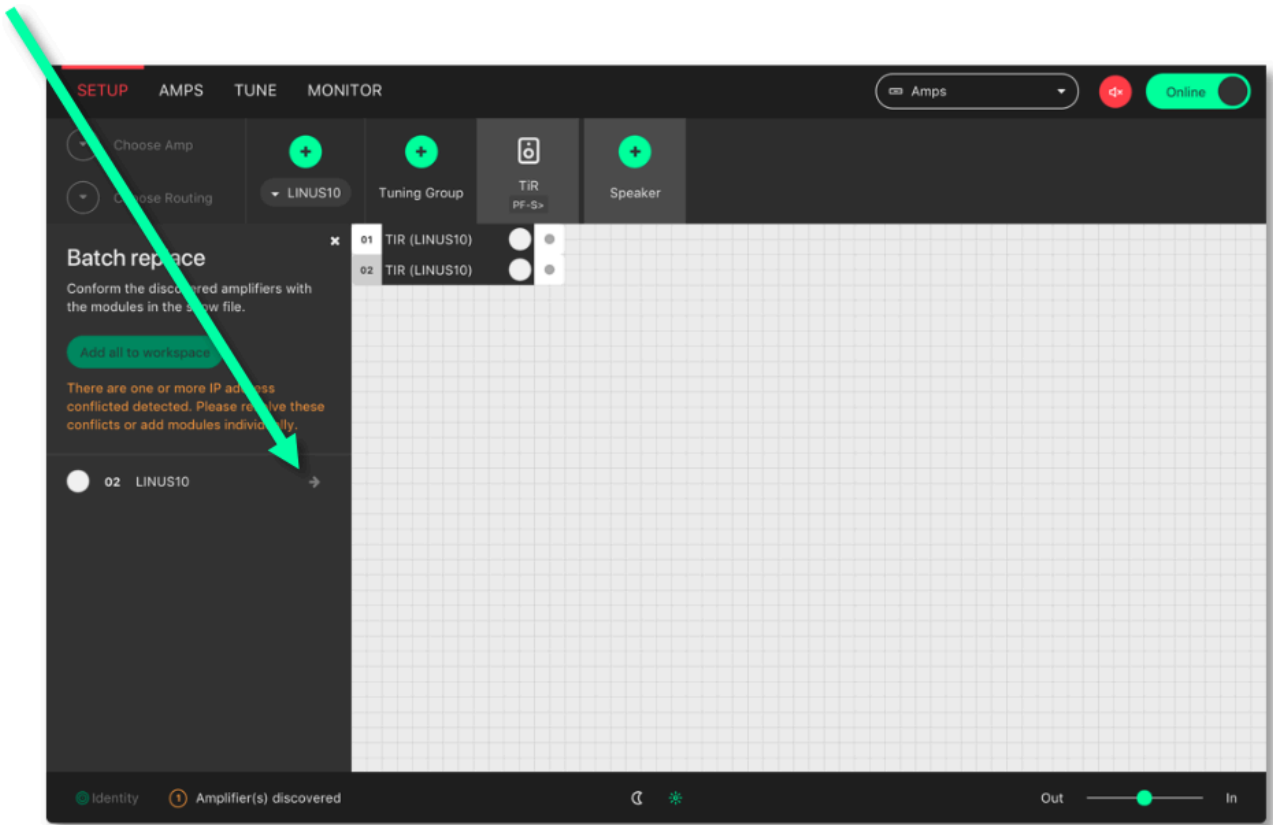 SETUP AMPS TUNE MONITOR Amps Online
Choose Amp
Choose Routing
LINUS10 Tuning Group TiR Speaker
PF-S>
Batch replace
Conform the discovered amplifiers with
the modules in the show file.
Add all to workspace
There are one or more IP address
conflicted detected. Please resolve these
conflicts or add modules individually.
02 LINUS10
01 TIR (LINUS10)
02 TIR (LINUS10)
Identity 1 Amplifier(s) discovered Out In